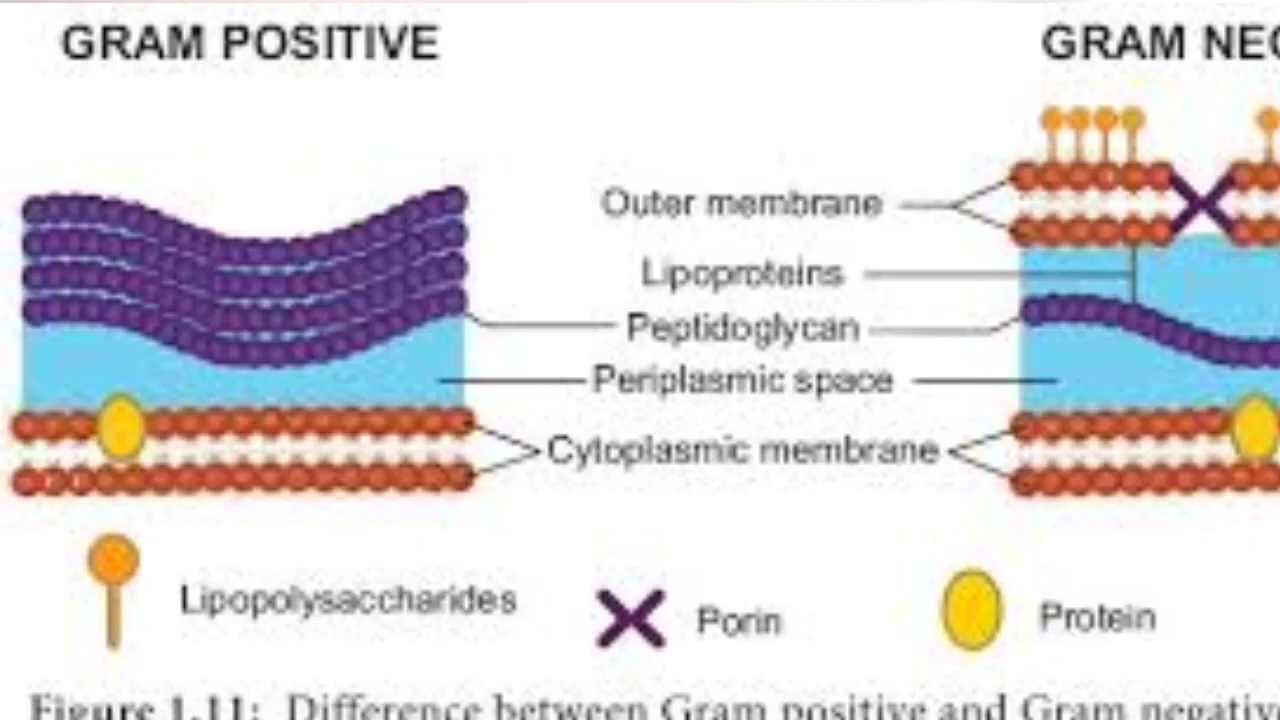 GRAM POSITIVE
GRAM NEG
Outer membrane
Lipoproteins
Peptidoglycan
Periplasmic space
Cytoplasmic membrane
Lipopolysaccharides
Porin
Protein
Figure 1.11: Difference between Gram positive and Gram negative